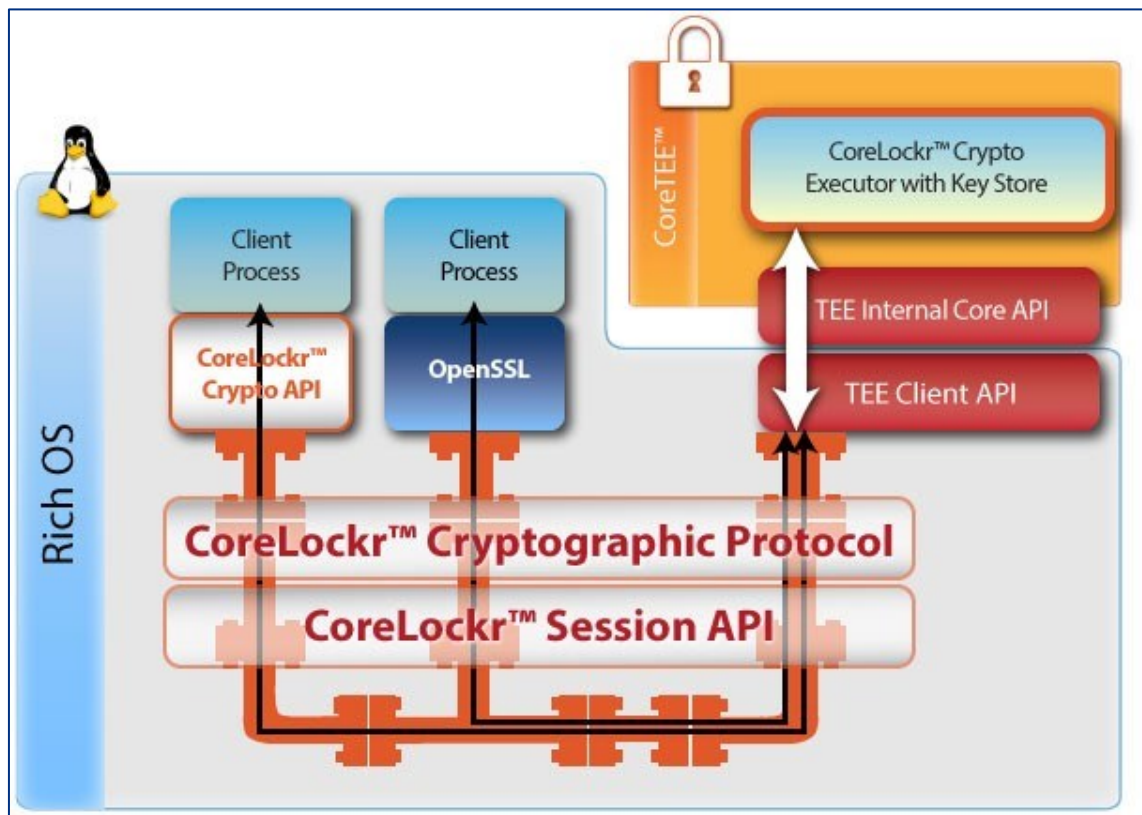 CoreTEE™
CoreLockr™ Crypto
Executor with Key Store
TEE Internal Core API
TEE Client API
Rich OS
Client
Process
Client
Process
CoreLockr™
Crypto API
OpenSSL
CoreLockr™ Cryptographic Protocol
CoreLockr™ Session API